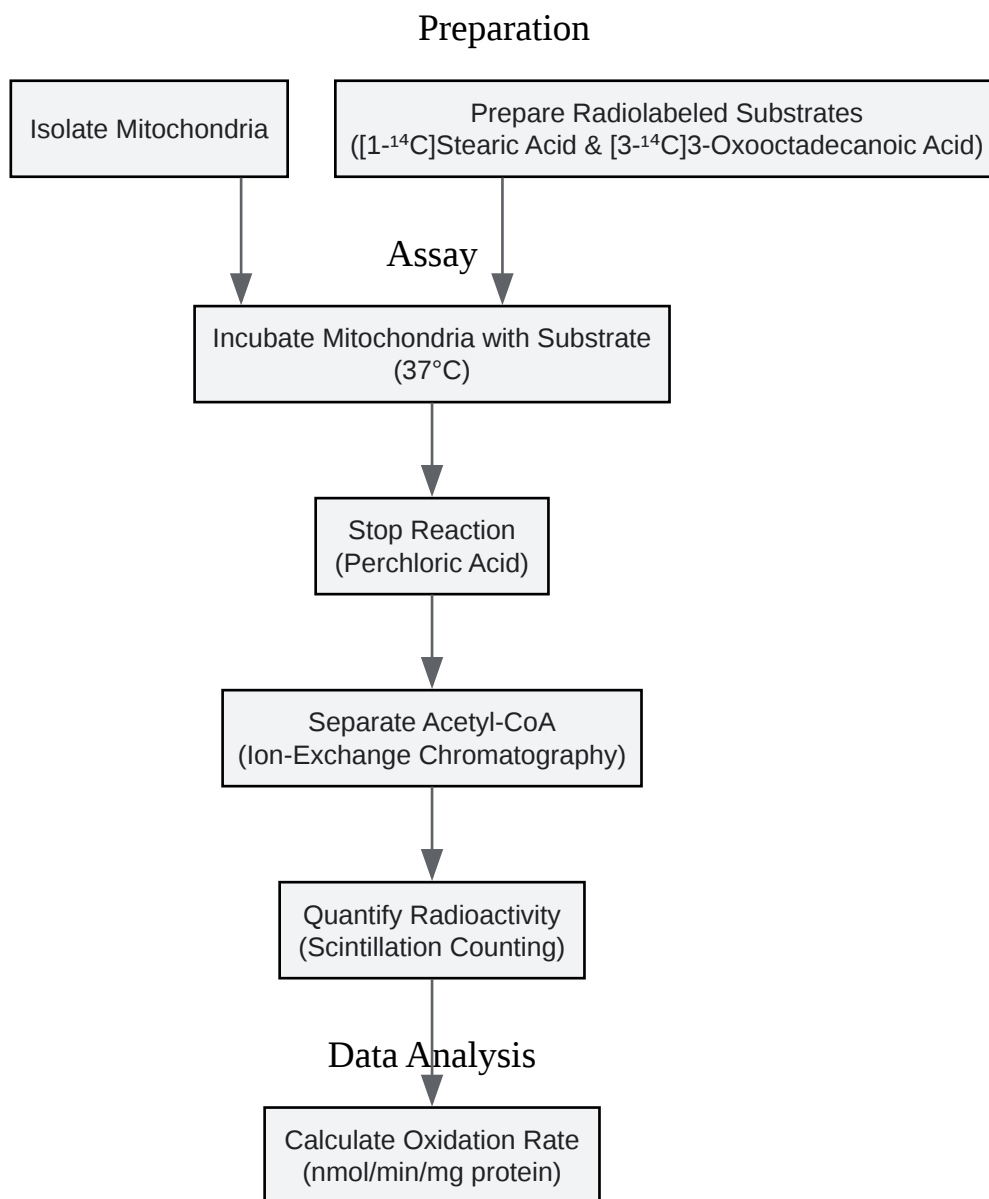 Preparation
Isolate Mitochondria
Prepare Radiolabeled Substrates
([1-¹⁴C]Stearic Acid & [3-¹⁴C]3-Oxooctadecanoic Acid)
Assay
Incubate Mitochondria with Substrate
(37°C)
Stop Reaction
(Perchloric Acid)
Separate Acetyl-CoA
(Ion-Exchange Chromatography)
Quantify Radioactivity
(Scintillation Counting)
Data Analysis
Calculate Oxidation Rate
(nmol/min/mg protein)